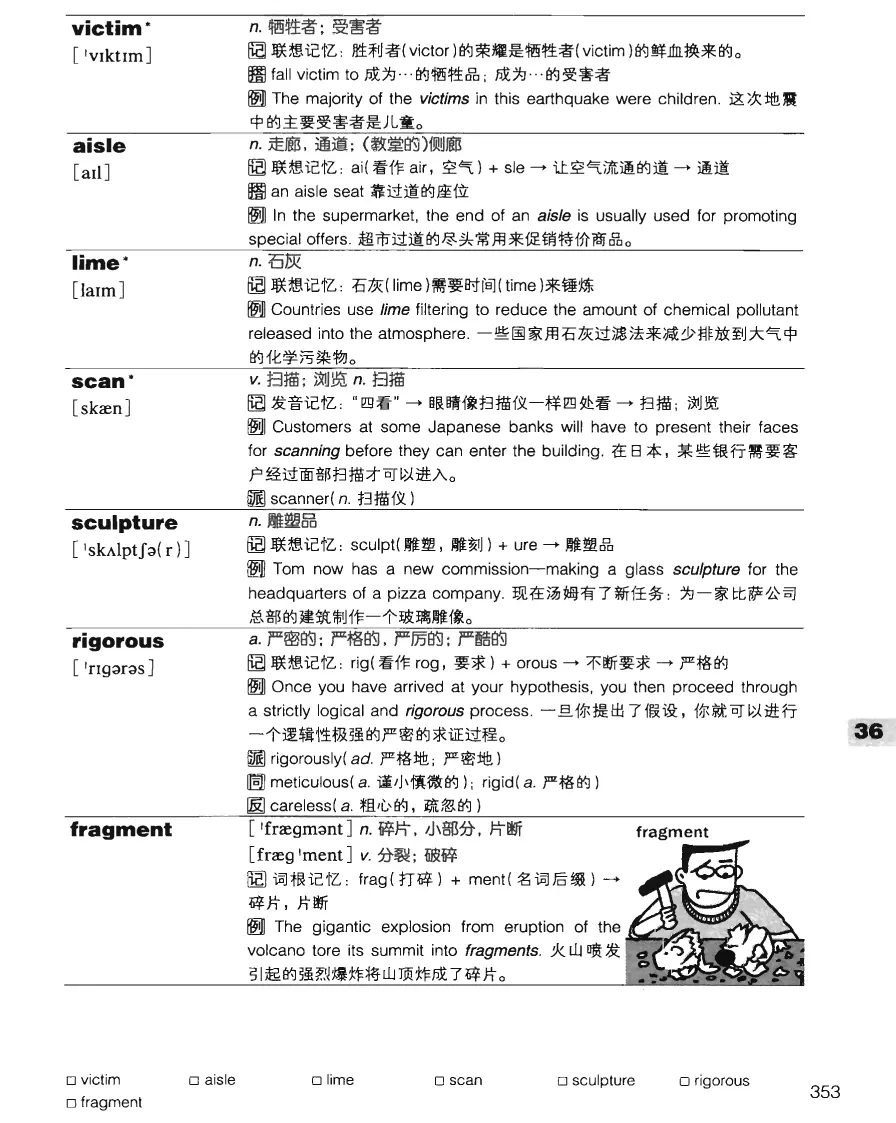 victim* n. 牺牲者; 受害者
[ˈvɪktɪm] [记] 联想记忆: 胜利者(victor)的荣耀是牺牲者(victim)的鲜血换来的。
[搭] fall victim to 成为…的牺牲品; 成为…的受害者
[例] The majority of the victims in this earthquake were children. 这次地震
中的主要受害者是儿童。
aisle n. 走廊, 通道; (教堂的)侧廊
[aɪl] [记] 联想记忆: ai(看作 air, 空气) + sle → 让空气流通的道 → 通道
[搭] an aisle seat 靠过道的座位
[例] In the supermarket, the end of an aisle is usually used for promoting
special offers. 超市过道的尽头常用来促销特价商品。
lime* n. 石灰
[laɪm] [记] 联想记忆: 石灰(lime)需要时间(time)来锤炼
[例] Countries use lime filtering to reduce the amount of chemical pollutant
released into the atmosphere. 一些国家用石灰过滤法来减少排放到大气中
的化学污染物。
scan* v. 扫描; 浏览 n. 扫描
[skæn] [记] 发音记忆: “四看” → 眼睛像扫描仪一样四处看 → 扫描; 浏览
[例] Customers at some Japanese banks will have to present their faces
for scanning before they can enter the building. 在日本, 某些银行需要客
户经过面部扫描才可以进入。
[派] scanner(n. 扫描仪)
sculpture n. 雕塑品
[ˈskʌlptʃə(r)] [记] 联想记忆: sculpt(雕塑, 雕刻) + ure → 雕塑品
[例] Tom now has a new commission—making a glass sculpture for the
headquarters of a pizza company. 现在汤姆有了新任务: 为一家比萨公司
总部的建筑制作一个玻璃雕像。
rigorous a. 严密的; 严格的, 严厉的; 严酷的
[ˈrɪgərəs] [记] 联想记忆: rig(看作 rog, 要求) + orous → 不断要求 → 严格的
[例] Once you have arrived at your hypothesis, you then proceed through
a strictly logical and rigorous process. 一旦你提出了假设, 你就可以进行
一个逻辑性极强的严密的求证过程。
36
[派] rigorously(ad. 严格地; 严密地)
[同] meticulous(a. 谨小慎微的); rigid(a. 严格的)
[反] careless(a. 粗心的, 疏忽的)
fragment [ˈfrægmənt] n. 碎片, 小部分, 片断
[frægˈment] v. 分裂; 破碎
[记] 词根记忆: frag(打碎) + ment(名词后缀) →
碎片, 片断
[例] The gigantic explosion from eruption of the
volcano tore its summit into fragments. 火山喷发
引起的强烈爆炸将山顶炸成了碎片。
fragment
□ victim □ aisle □ lime □ scan □ sculpture □ rigorous
□ fragment
353